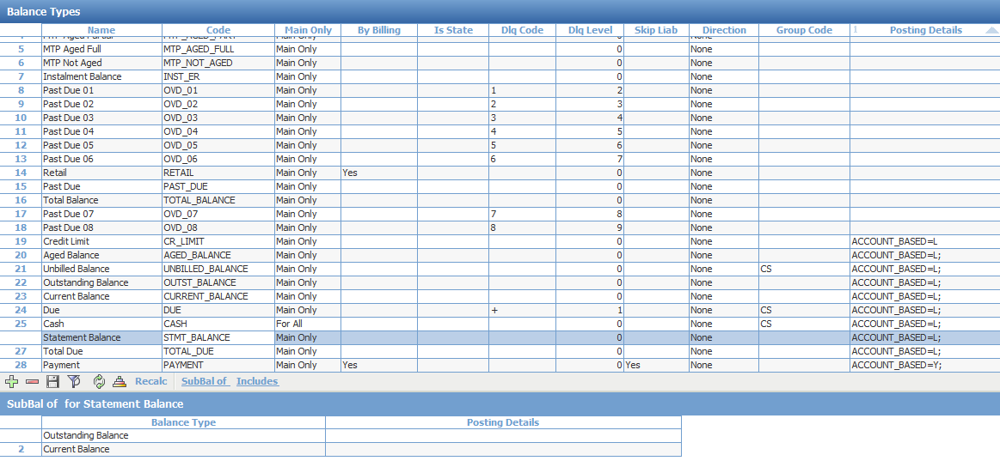 Balance Types
Name Code Main Only By Billing Is State Dlq Code Dlq Level Skip Liab Direction Group Code 1 Posting Details
4 MTP Aged Partial MTP_AGED_PART Main Only 0 None
5 MTP Aged Full MTP_AGED_FULL Main Only 0 None
6 MTP Not Aged MTP_NOT_AGED Main Only 0 None
7 Instalment Balance INST_ER Main Only 0 None
8 Past Due 01 OVD_01 Main Only 1 2 None
9 Past Due 02 OVD_02 Main Only 2 3 None
10 Past Due 03 OVD_03 Main Only 3 4 None
11 Past Due 04 OVD_04 Main Only 4 5 None
12 Past Due 05 OVD_05 Main Only 5 6 None
13 Past Due 06 OVD_06 Main Only 6 7 None
14 Retail RETAIL Main Only Yes 0 None
15 Past Due PAST_DUE Main Only 0 None
16 Total Balance TOTAL_BALANCE Main Only 0 None
17 Past Due 07 OVD_07 Main Only 7 8 None
18 Past Due 08 OVD_08 Main Only 8 9 None
19 Credit Limit CR_LIMIT Main Only 0 None ACCOUNT_BASED=L
20 Aged Balance AGED_BALANCE Main Only 0 None ACCOUNT_BASED=L;
21 Unbilled Balance UNBILLED_BALANCE Main Only 0 None CS ACCOUNT_BASED=L;
22 Outstanding Balance OUTST_BALANCE Main Only 0 None ACCOUNT_BASED=L;
23 Current Balance CURRENT_BALANCE Main Only 0 None ACCOUNT_BASED=L;
24 Due DUE Main Only + 1 None CS ACCOUNT_BASED=L;
25 Cash CASH For All 0 None CS ACCOUNT_BASED=L;
Statement Balance STMT_BALANCE Main Only 0 None ACCOUNT_BASED=L;
27 Total Due TOTAL_DUE Main Only 0 None ACCOUNT_BASED=L;
28 Payment PAYMENT Main Only Yes 0 Yes None ACCOUNT_BASED=Y;
Recalc SubBal of Includes
SubBal of for Statement Balance
Balance Type Posting Details
Outstanding Balance
2 Current Balance